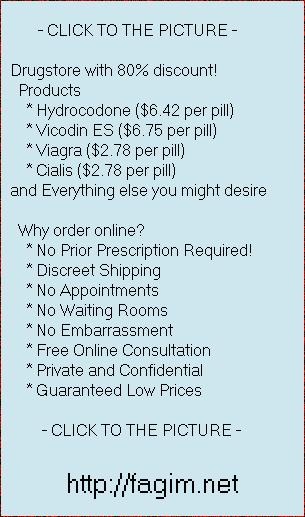 - CLICK TO THE PICTURE -
Drugstore with 80% discount!
Products
* Hydrocodone ($6.42 per pill)
* Vicodin ES ($6.75 per pill)
* Viagra ($2.78 per pill)
* Cialis ($2.78 per pill)
and Everything else you might desire
Why order online?
* No Prior Prescription Required!
* Discreet Shipping
* No Appointments
* No Waiting Rooms
* No Embarrassment
* Free Online Consultation
* Private and Confidential
* Guaranteed Low Prices
- CLICK TO THE PICTURE -
http://fagim.net